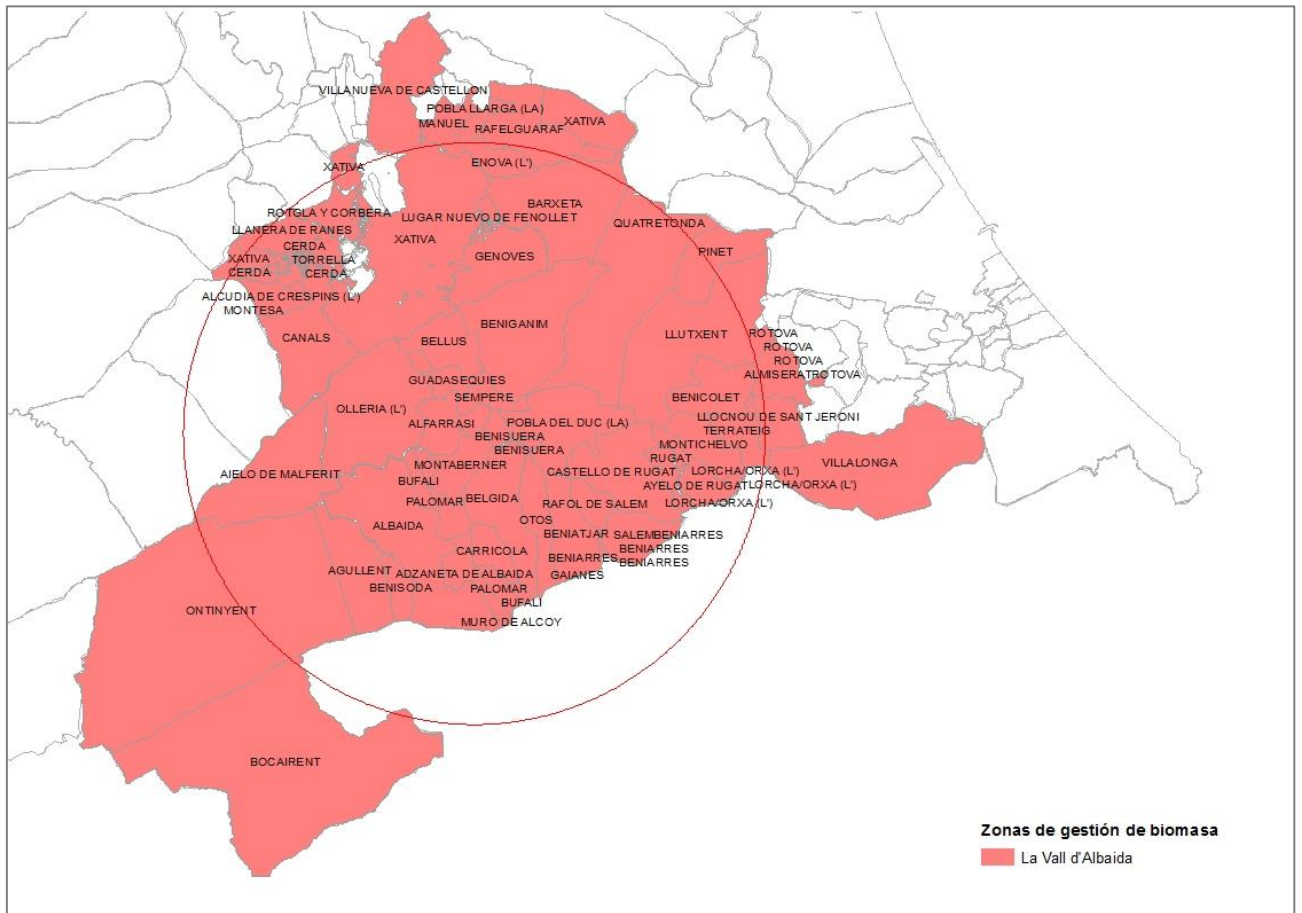 VILLANUEVA DE CASTELLON
POBLA LLARGA (LA)
MANUEL
RAFELGUARAF
XATIVA
XATIVA
ENOVA (L')
BARXETA
ROTGLA Y CORBERA
LUGAR NUEVO DE FENOLLET
QUATRETONDA
LLANERA DE RANES
XATIVA
CERDA
GENOVES
PINET
XATIVA
TORRELLA
CERDA
CERDA
ALCUDIA DE CRESPINS (L')
MONTESA
BENIGANIM
CANALS
BELLUS
LLUTXENT
ROTOVA
ROTOVA
ROTOVA
ALMISERAT
ROTOVA
GUADASEQUIES
SEMPERE
BENICOLET
OLLERIA (L')
ALFARRASI
POBLA DEL DUC (LA)
LLOCNOU DE SANT JERONI
TERRATEIG
BENISUERA
BENISUERA
MONTICHELVO
RUGAT
MONTABERNER
VILLALONGA
AIELO DE MALFERIT
BUFALI
CASTELLO DE RUGAT
LORCHA/ORXA (L')
AYELO DE RUGAT
LORCHA/ORXA (L')
PALOMAR
BELGIDA
RAFOL DE SALEM
LORCHA/ORXA (L')
ALBAIDA
OTOS
BENIATJAR
SALEM
BENIARRES
CARRICOLA
BENIARRES
BENIARRES
BENIARRES
AGULLENT
ADZANETA DE ALBAIDA
GAIANES
BENISODA
PALOMAR
BUFALI
ONTINYENT
MURO DE ALCOY
BOCAIRENT
Zonas de gestión de biomasa
La Vall d'Albaida